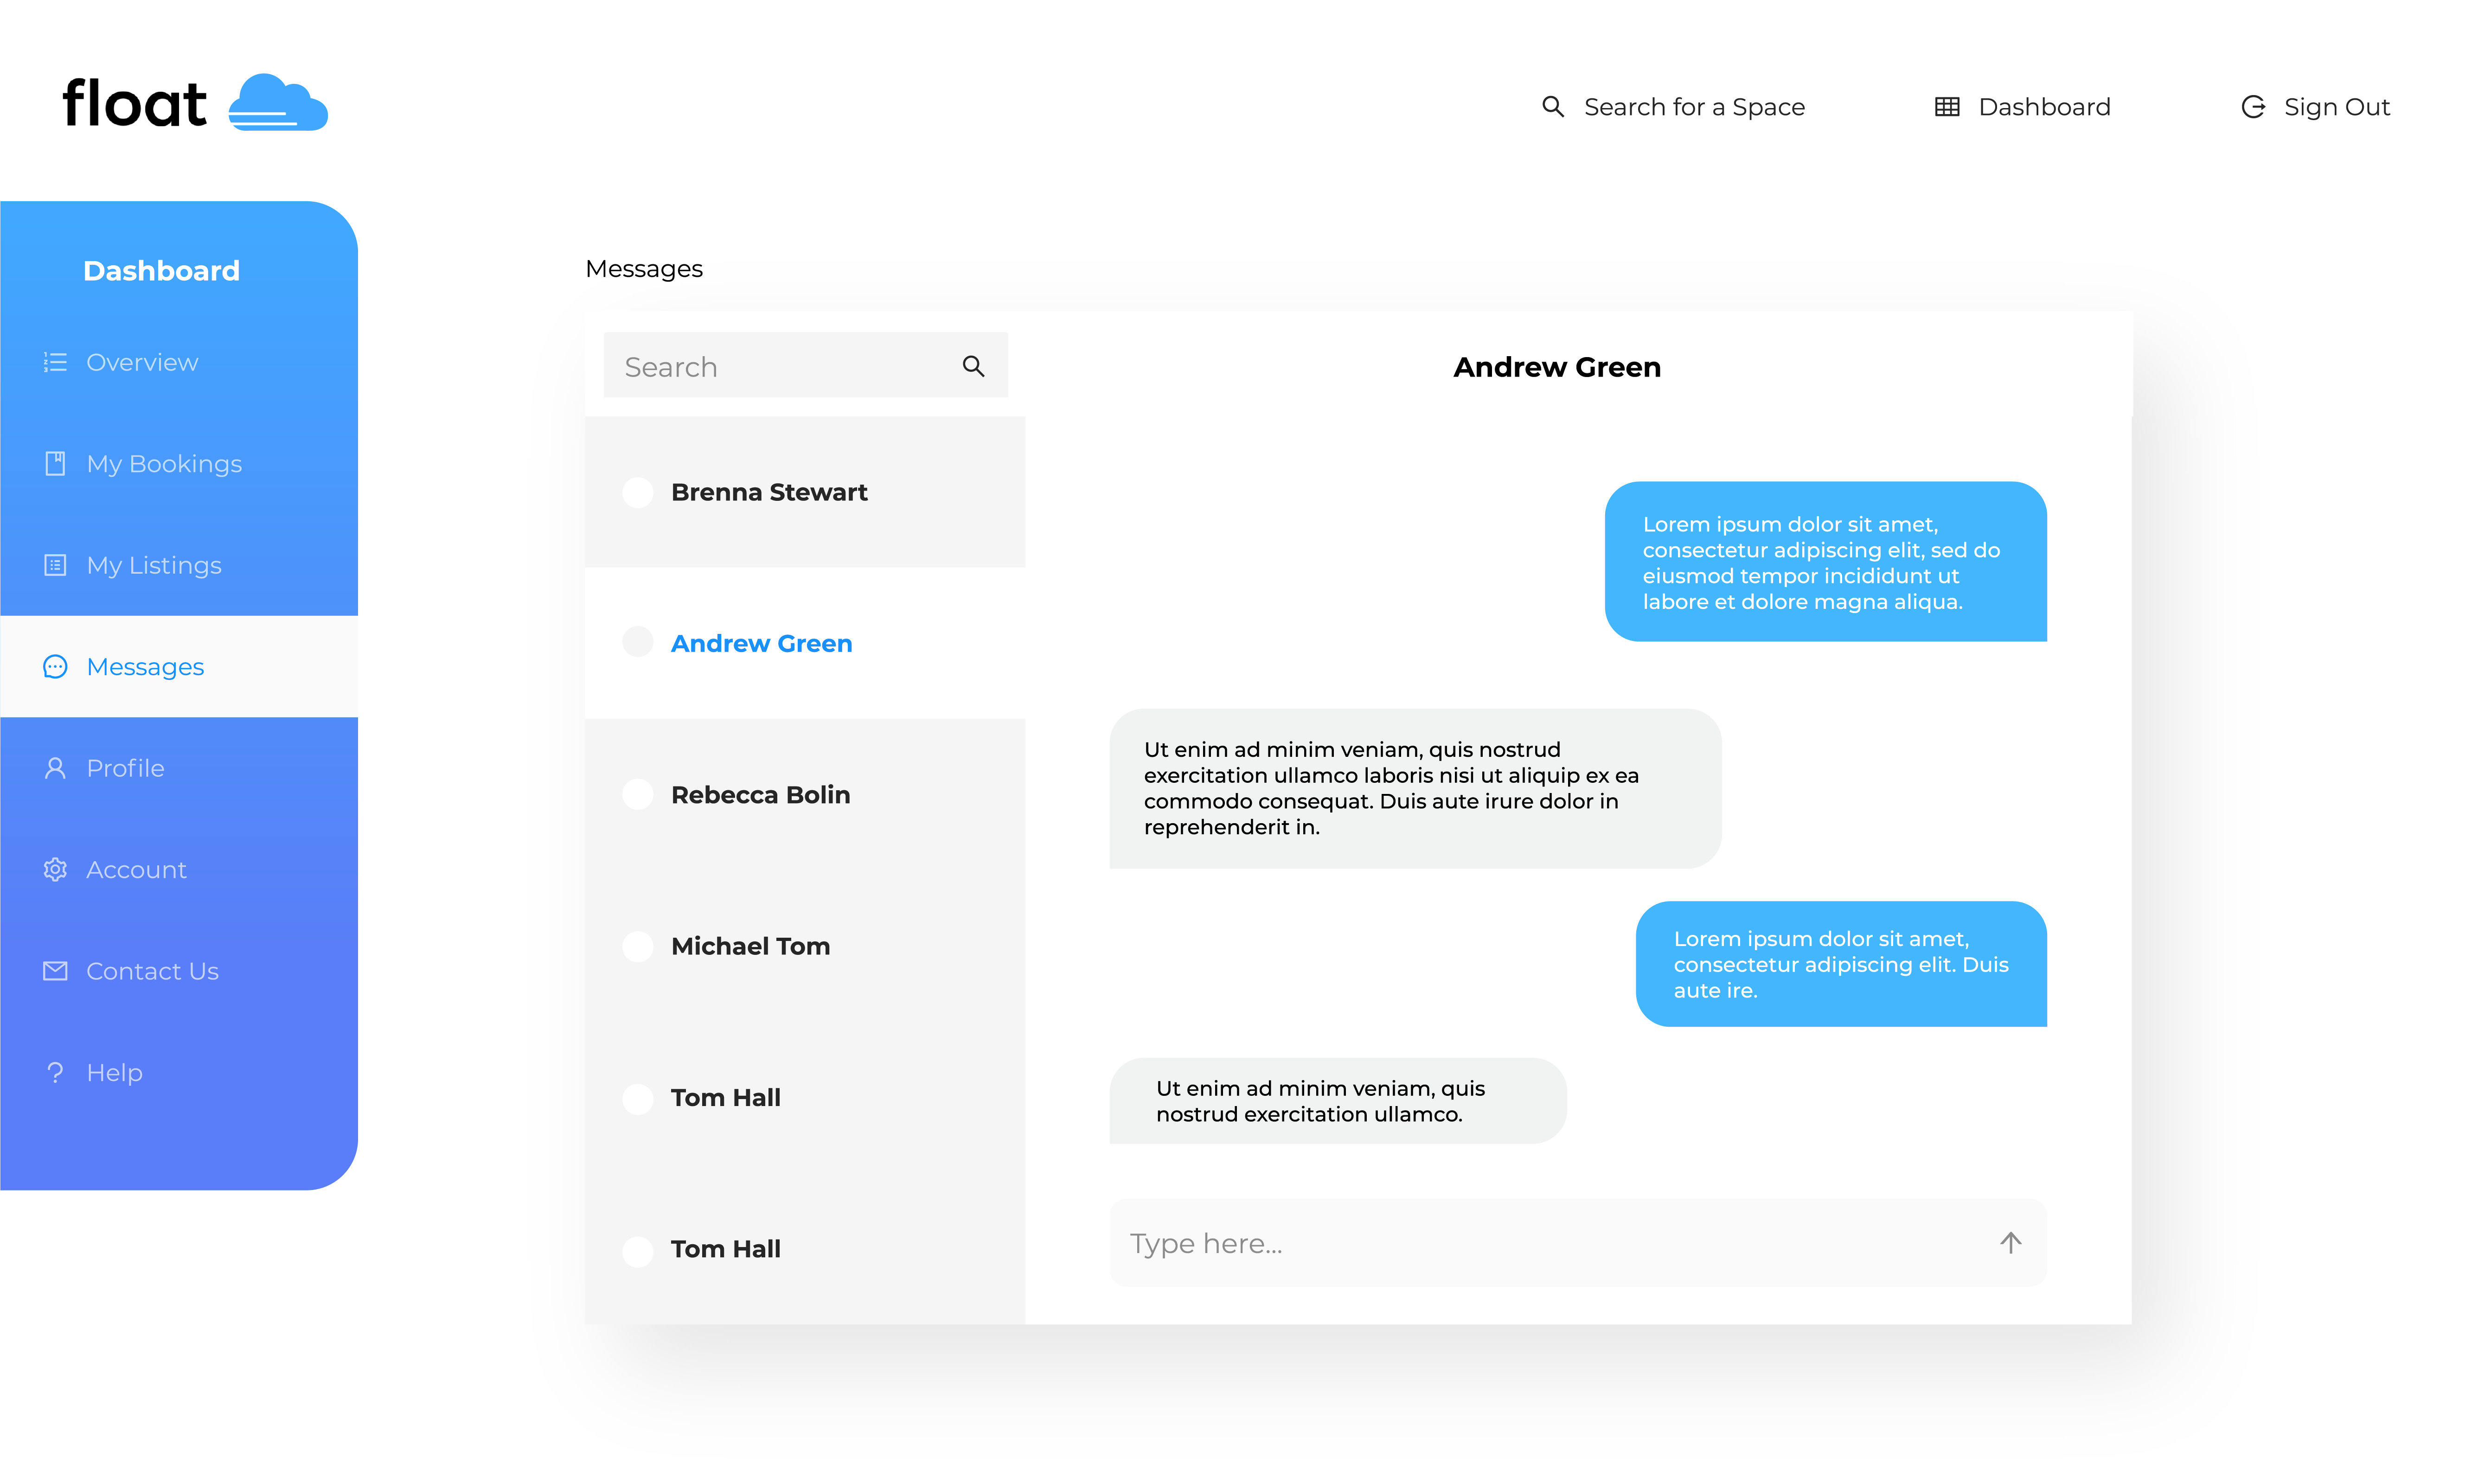 float
Search for a Space
Dashboard
Sign Out
Dashboard
Overview
My Bookings
My Listings
Messages
Profile
Account
Contact Us
Help
Messages
Search
Brenna Stewart
Andrew Green
Rebecca Bolin
Michael Tom
Tom Hall
Tom Hall
Andrew Green
Lorem ipsum dolor sit amet,
consectetur adipiscing elit, sed do
eiusmod tempor incididunt ut
labore et dolore magna aliqua.
Ut enim ad minim veniam, quis nostrud
exercitation ullamco laboris nisi ut aliquip ex ea
commodo consequat. Duis aute irure dolor in
reprehenderit in.
Lorem ipsum dolor sit amet,
consectetur adipiscing elit. Duis
aute ire.
Ut enim ad minim veniam, quis
nostrud exercitation ullamco.
Type here...